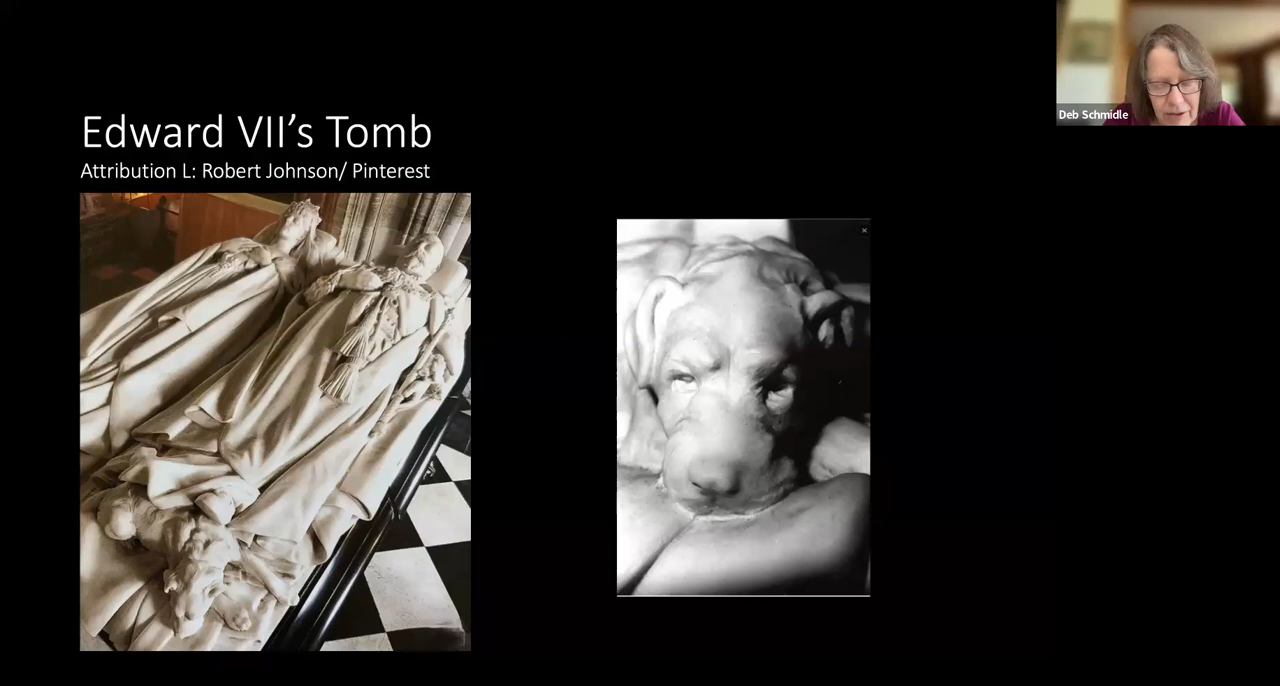 Edward VII’s Tomb
Attribution L: Robert Johnson/ Pinterest
Deb Schmidle